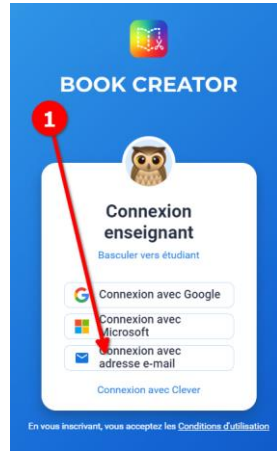 BOOK CREATOR
1
Connexion
enseignant
Basculer vers étudiant
Connexion avec Google
Connexion avec
Microsoft
Connexion avec
adresse e-mail
Connexion avec Clever
En vous inscrivant, vous acceptez les Conditions d'utilisation